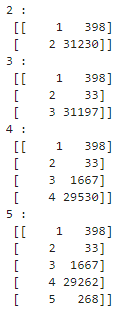 2 :
[[    1   398]
[    2 31230]]
3 :
[[    1   398]
[    2    33]
[    3 31197]]
4 :
[[    1   398]
[    2    33]
[    3  1667]
[    4 29530]]
5 :
[[    1   398]
[    2    33]
[    3  1667]
[    4 29262]
[    5   268]]